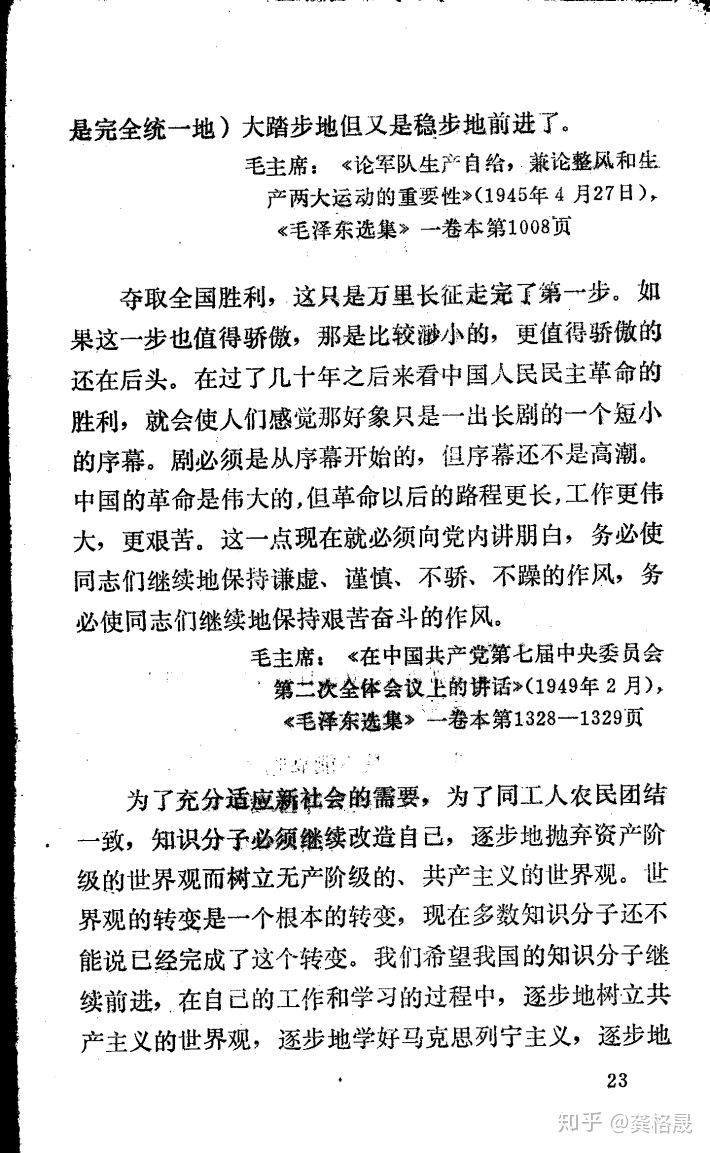 是完全统一地）大踏步地但又是稳步地前进了。
毛主席：《论军队生产自给，兼论整风和生
产两大运动的重要性》（1945年4月27日），
《毛泽东选集》一卷本第1008页
夺取全国胜利，这只是万里长征走完了第一步。如
果这一步也值得骄傲，那是比较渺小的，更值得骄傲的
还在后头。在过了几十年之后来看中国人民民主革命的
胜利，就会使人们感觉那好象只是一出长剧的一个短小
的序幕。剧必须是从序幕开始的，但序幕还不是高潮。
中国的革命是伟大的，但革命以后的路程更长，工作更伟
大，更艰苦。这一点现在就必须向党内讲明白，务必使
同志们继续地保持谦虚、谨慎、不骄、不躁的作风，务
必使同志们继续地保持艰苦奋斗的作风。
毛主席：《在中国共产党第七届中央委员会
第二次全体会议上的讲话》（1949年2月），
《毛泽东选集》一卷本第1328—1329页
为了充分适应新社会的需要，为了同工人农民团结
一致，知识分子必须继续改造自己，逐步地抛弃资产阶
级的世界观而树立无产阶级的、共产主义的世界观。世
界观的转变是一个根本的转变，现在多数知识分子还不
能说已经完成了这个转变。我们希望我国的知识分子继
续前进，在自己的工作和学习的过程中，逐步地树立共
产主义的世界观，逐步地学好马克思列宁主义，逐步地
23
知乎 @龚格晟